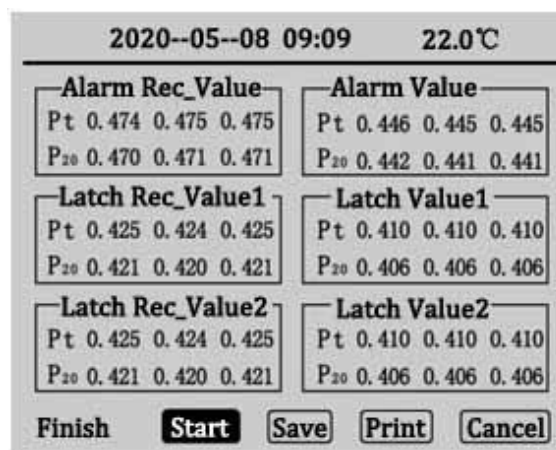 2020--05--08 09:09 22.0℃
Alarm Rec_Value Alarm Value
Pt 0.474 0.475 0.475 Pt 0.446 0.445 0.445
P20 0.470 0.471 0.471 P20 0.442 0.441 0.441
Latch Rec_Value1 Latch Value1
Pt 0.425 0.424 0.425 Pt 0.410 0.410 0.410
P20 0.421 0.420 0.421 P20 0.406 0.406 0.406
Latch Rec_Value2 Latch Value2
Pt 0.425 0.424 0.425 Pt 0.410 0.410 0.410
P20 0.421 0.420 0.421 P20 0.406 0.406 0.406
Finish Start Save Print Cancel